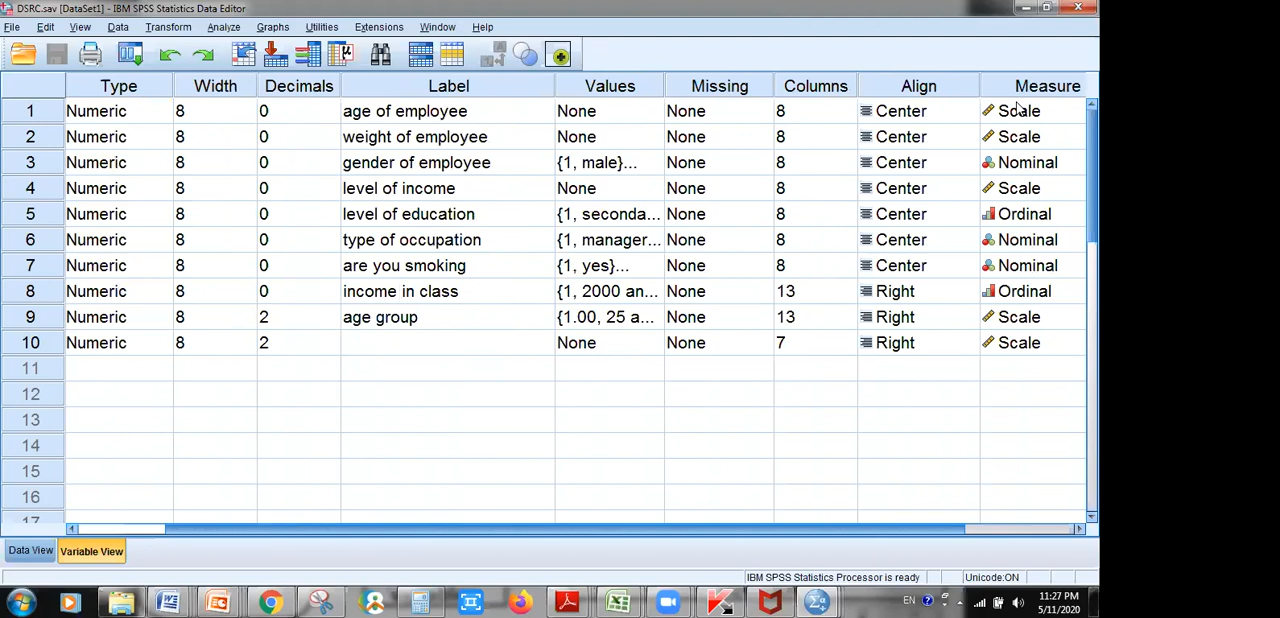 DSRC.sav [DataSet1] - IBM SPSS Statistics Data Editor
File Edit View Data Transform Analyze Graphs Utilities Extensions Window Help
Type Width Decimals Label Values Missing Columns Align Measure
1 Numeric 8 0 age of employee None None 8 Center Scale
2 Numeric 8 0 weight of employee None None 8 Center Scale
3 Numeric 8 0 gender of employee {1, male}... None 8 Center Nominal
4 Numeric 8 0 level of income None None 8 Center Scale
5 Numeric 8 0 level of education {1, seconda... None 8 Center Ordinal
6 Numeric 8 0 type of occupation {1, manager... None 8 Center Nominal
7 Numeric 8 0 are you smoking {1, yes}... None 8 Center Nominal
8 Numeric 8 0 income in class {1, 2000 an... None 13 Right Ordinal
9 Numeric 8 2 age group {1.00, 25 a... None 13 Right Scale
10 Numeric 8 2 None None 7 Right Scale
11
12
13
14
15
16
17
Data View Variable View
IBM SPSS Statistics Processor is ready Unicode:ON
EN 11:27 PM
5/11/2020